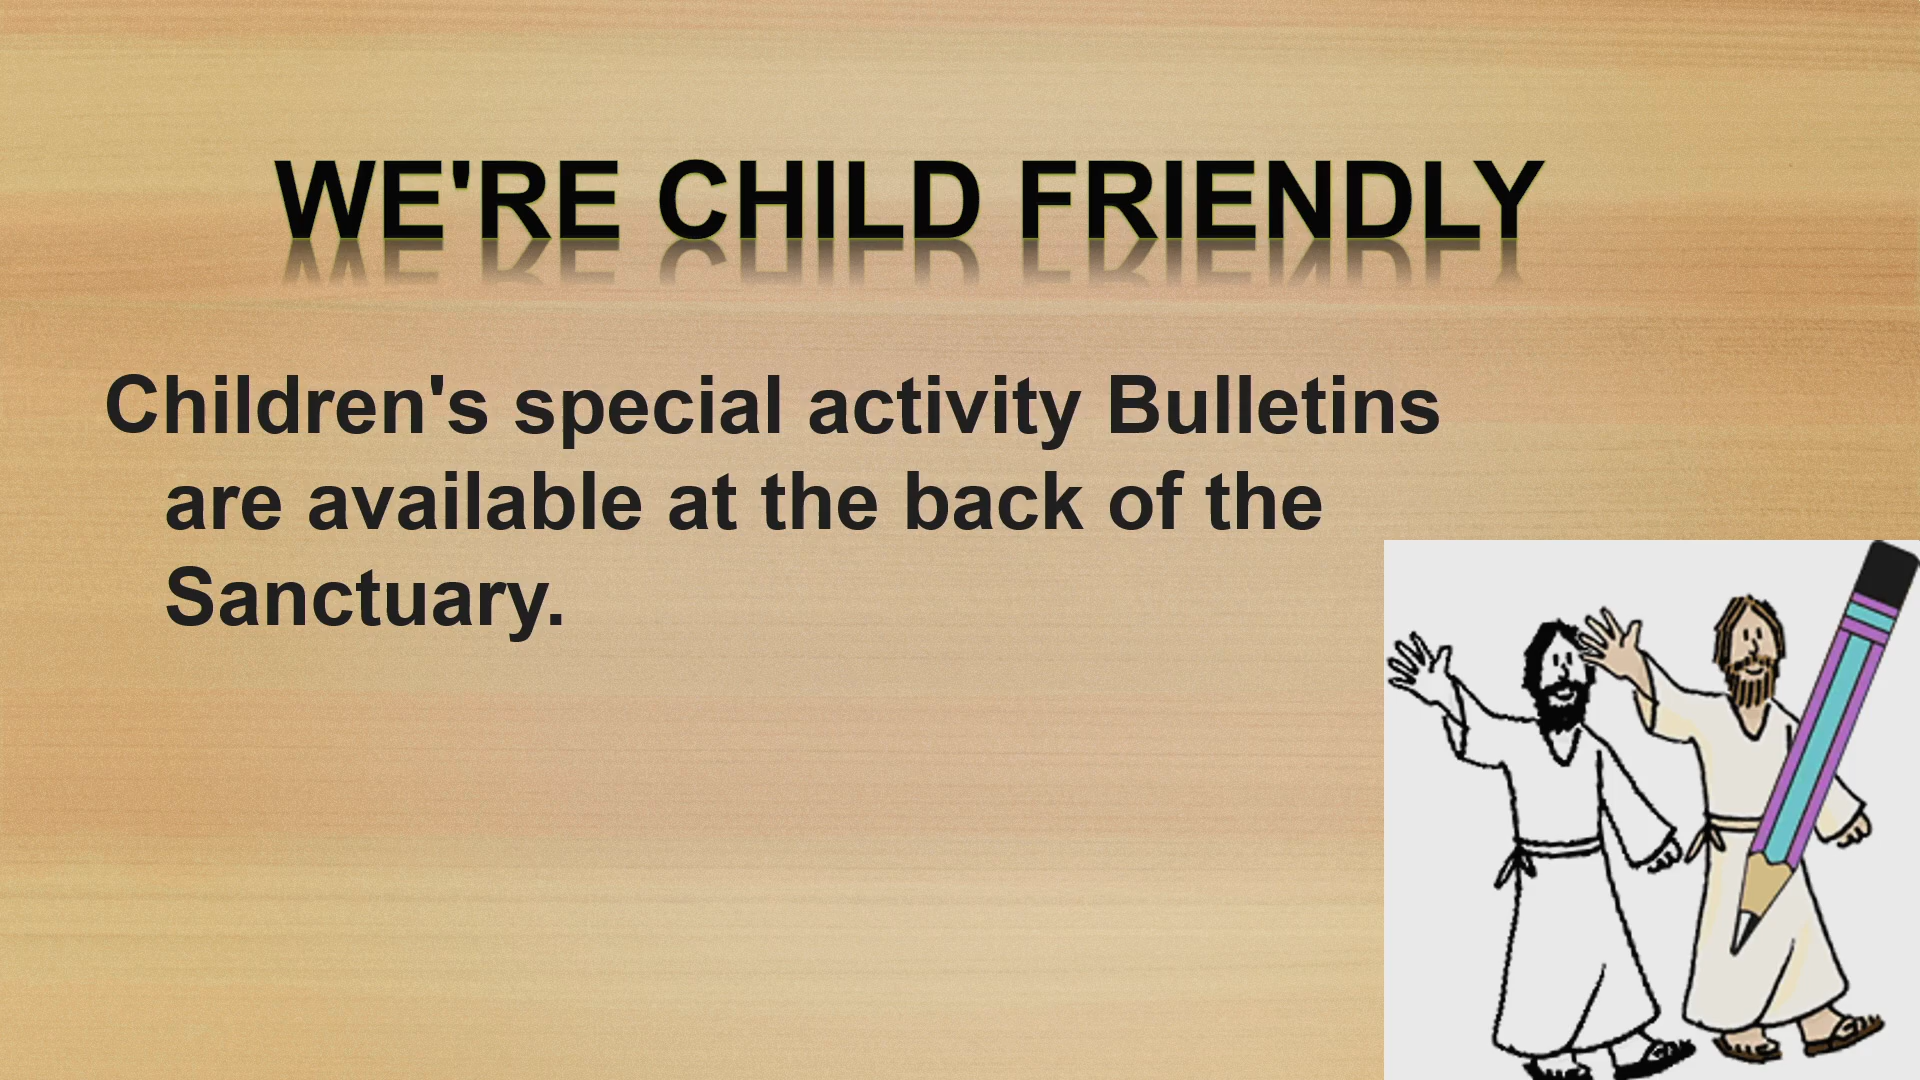 WE'RE CHILD FRIENDLY
Children's special activity Bulletins
are available at the back of the
Sanctuary.